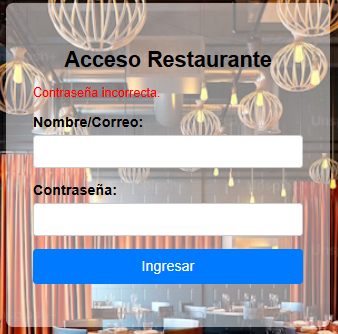 Acceso Restaurante
Contraseña incorrecta.
Nombre/Correo:
Contraseña:
Ingresar